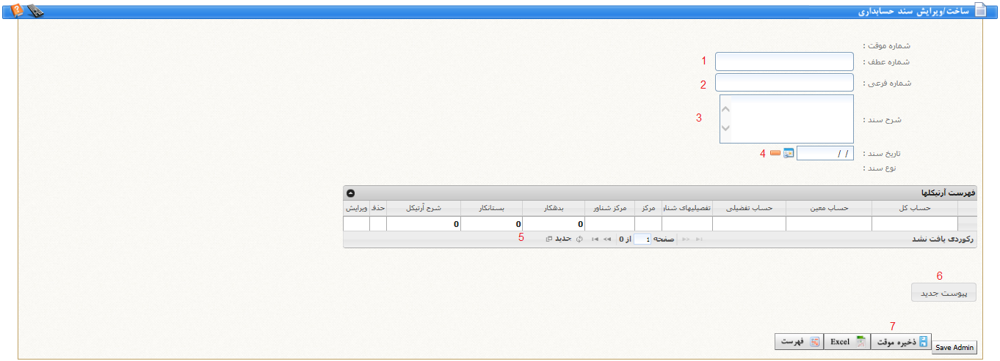 ساخت/ویرایش سند حسابداری
شماره موقت :
شماره عطف : 1
شماره فرعی : 2
شرح سند : 3
تاریخ سند : / / 4
نوع سند :
فهرست آرتیکلها
حساب کل حساب معین حساب تفضیلی تفصیلیهای شناور مرکز مرکز شناور بدهکار بستانکار شرح آرتیکل حذف ویرایش
0 0 0
رکوردی یافت نشد صفحه 1 از 0 جدید 5
6
پیوست جدید
7
Save Admin ذخیره موقت Excel فهرست